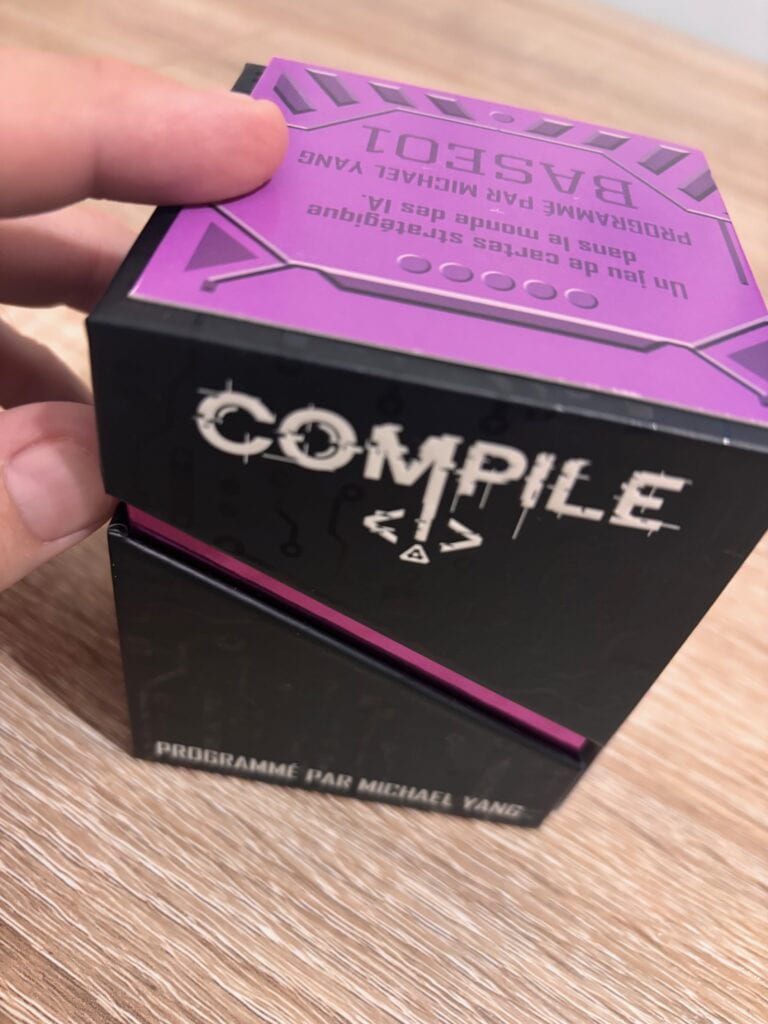 BASE01
PROGRAMMÉ PAR MICHAEL YANG
Un jeu de cartes stratégique
dans le monde des IA.
COMPILE
< >
PROGRAMMÉ PAR MICHAEL YANG